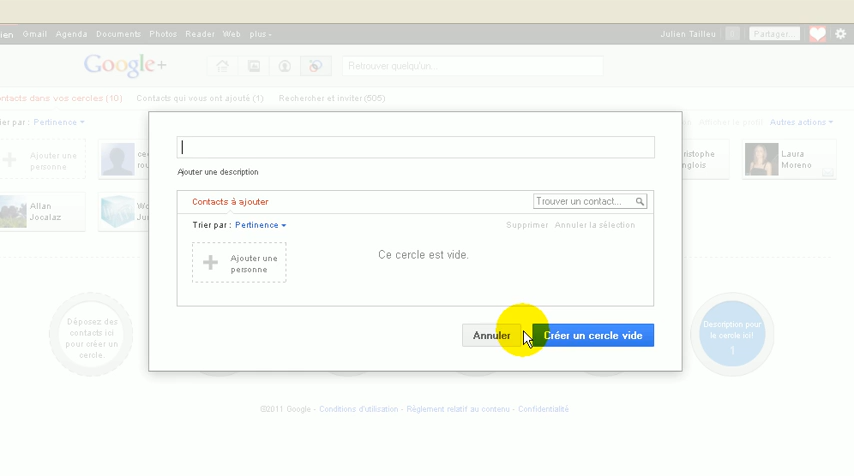 ien Gmail Agenda Documents Photos Reader Web plus
Julien Tailleu
Partager...
Google+
Retrouver quelqu'un...
ontacts dans vos cercles (10) Contacts qui vous ont ajouté (1) Rechercher et inviter (505)
ier par : Pertinence
Autres actions
Ajouter une
personne
Laura
Moreno
Allan
Jocalaz
Ajouter une description
Contacts à ajouter
Trouver un contact...
Trier par : Pertinence
Supprimer Annuler la sélection
Ajouter une
personne
Ce cercle est vide.
Annuler
Créer un cercle vide
Déposez des
contacts ici
pour créer un
cercle.
Description pour
le cercle ici!
1
©2011 Google - Conditions d'utilisation - Règlement relatif au contenu - Confidentialité